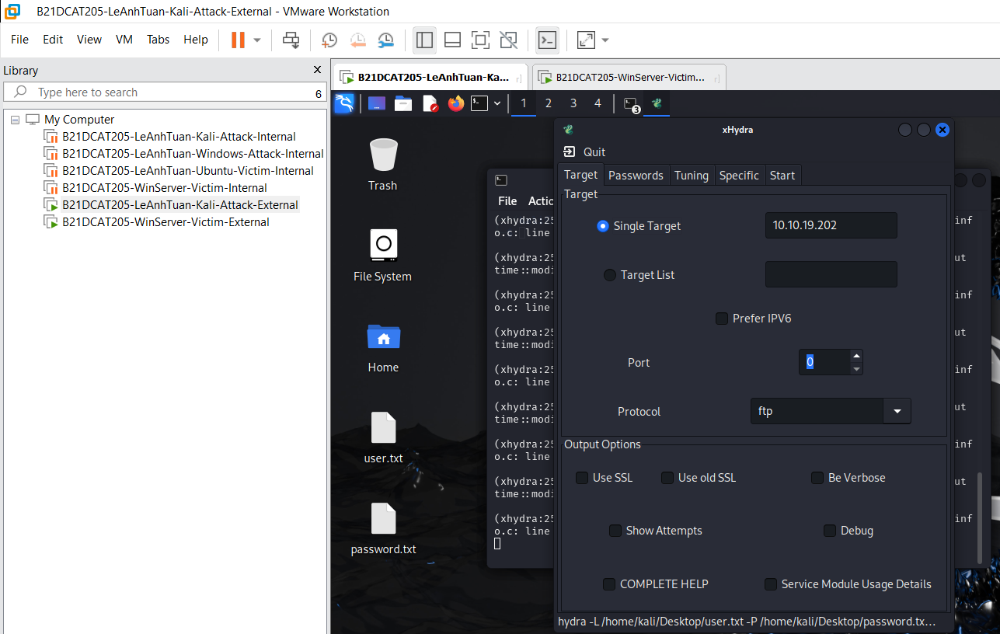 B21DCAT205-LeAnhTuan-Kali-Attack-External - VMware Workstation
File Edit View VM Tabs Help
Library
Type here to search 6
My Computer
B21DCAT205-LeAnhTuan-Kali-Attack-Internal
B21DCAT205-LeAnhTuan-Windows-Attack-Internal
B21DCAT205-LeAnhTuan-Ubuntu-Victim-Internal
B21DCAT205-WinServer-Victim-Internal
B21DCAT205-LeAnhTuan-Kali-Attack-External
B21DCAT205-WinServer-Victim-External
B21DCAT205-LeAnhTuan-Ka... B21DCAT205-WinServer-Victim...
1 2 3 4 3
Trash
File System
Home
user.txt
password.txt
File Actio
(xhydra:25 inf
o.c: line
(xhydra:25 ut
time::modi
(xhydra:25 inf
o.c: line
(xhydra:25 ut
time::modi
(xhydra:25 inf
o.c: line
(xhydra:25 ut
time::modi
(xhydra:25 inf
o.c: line
(xhydra:25 ut
time::modi
(xhydra:25 inf
o.c: line
xHydra
Quit
Target Passwords Tuning Specific Start
Target
Single Target 10.10.19.202
Target List
Prefer IPV6
Port 0
Protocol ftp
Output Options
Use SSL Use old SSL Be Verbose
Show Attempts Debug
COMPLETE HELP Service Module Usage Details
hydra -L /home/kali/Desktop/user.txt -P /home/kali/Desktop/password.tx...